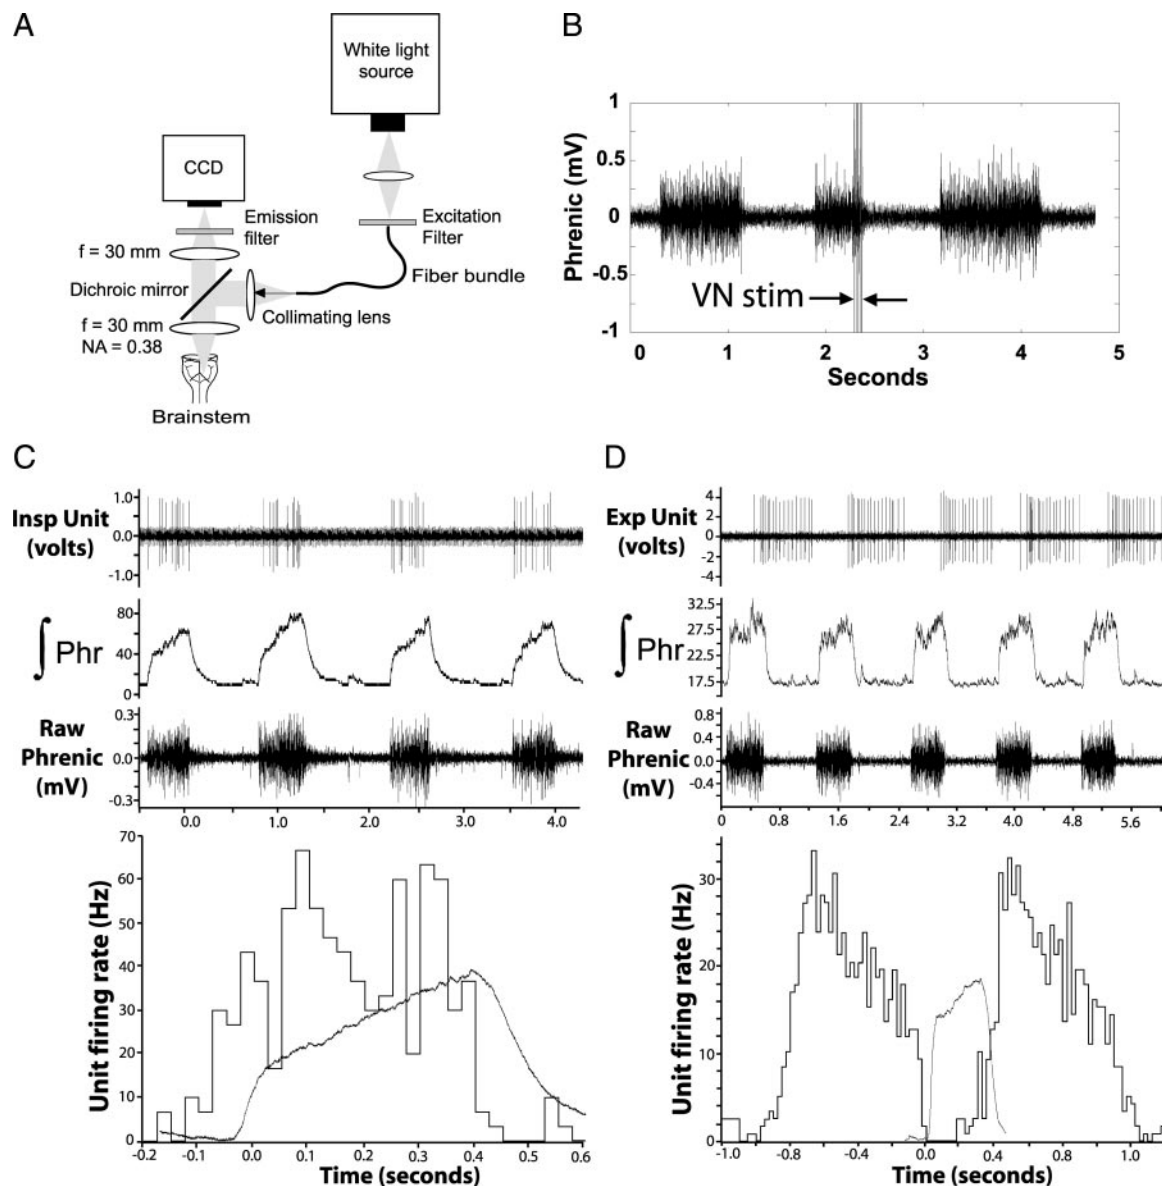 A
White light
source
CCD
Emission
filter
Excitation
Filter
f = 30 mm
Fiber bundle
Dichroic mirror
f = 30 mm
Collimating lens
NA = 0.38
Brainstem
B
Phrenic (mV)
1
0.5
0
-0.5
-1
VN stim
0 1 2 3 4 5
Seconds
C
Insp Unit
(volts)
1.0
0.0
-1.0
∫ Phr
80
40
0
Raw
Phrenic
(mV)
0.3
0.0
-0.3
0.0 1.0 2.0 3.0 4.0
Unit firing rate (Hz)
70
60
50
40
30
20
10
0
-0.2 -0.1 0.0 0.1 0.2 0.3 0.4 0.5 0.6
Time (seconds)
D
Exp Unit
(volts)
4
2
0
-2
-4
∫ Phr
32.5
27.5
22.5
17.5
Raw
Phrenic
(mV)
0.8
0.4
0.0
-0.4
0 0.8 1.6 2.4 3.2 4.0 4.8 5.6
Unit firing rate (Hz)
30
20
10
0
-1.0 -0.8 -0.4 0.0 0.4 0.8 1.0
Time (seconds)